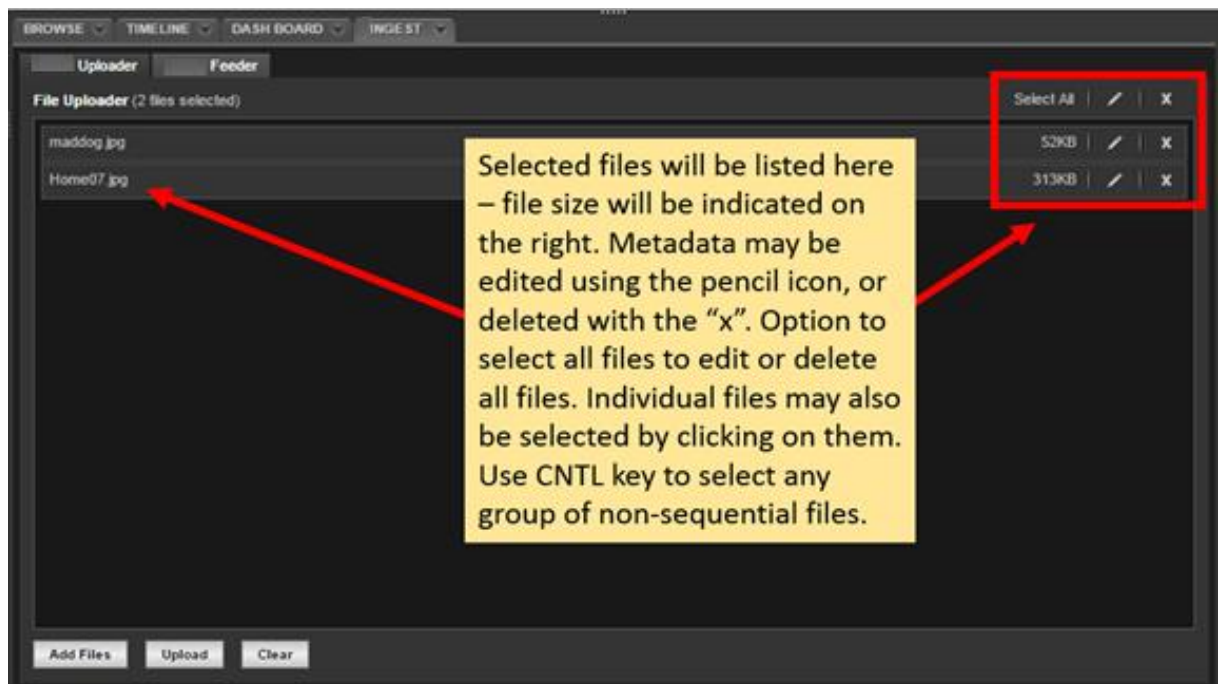 BROWSE TIMELINE DASH BOARD INGEST
Uploader Feeder
File Uploader (2 files selected) Select All | | X
maddog.jpg 52KB | | X
Home07.jpg 313KB | | X
Selected files will be listed here
– file size will be indicated on
the right. Metadata may be
edited using the pencil icon, or
deleted with the “x”. Option to
select all files to edit or delete
all files. Individual files may also
be selected by clicking on them.
Use CNTL key to select any
group of non-sequential files.
Add Files Upload Clear